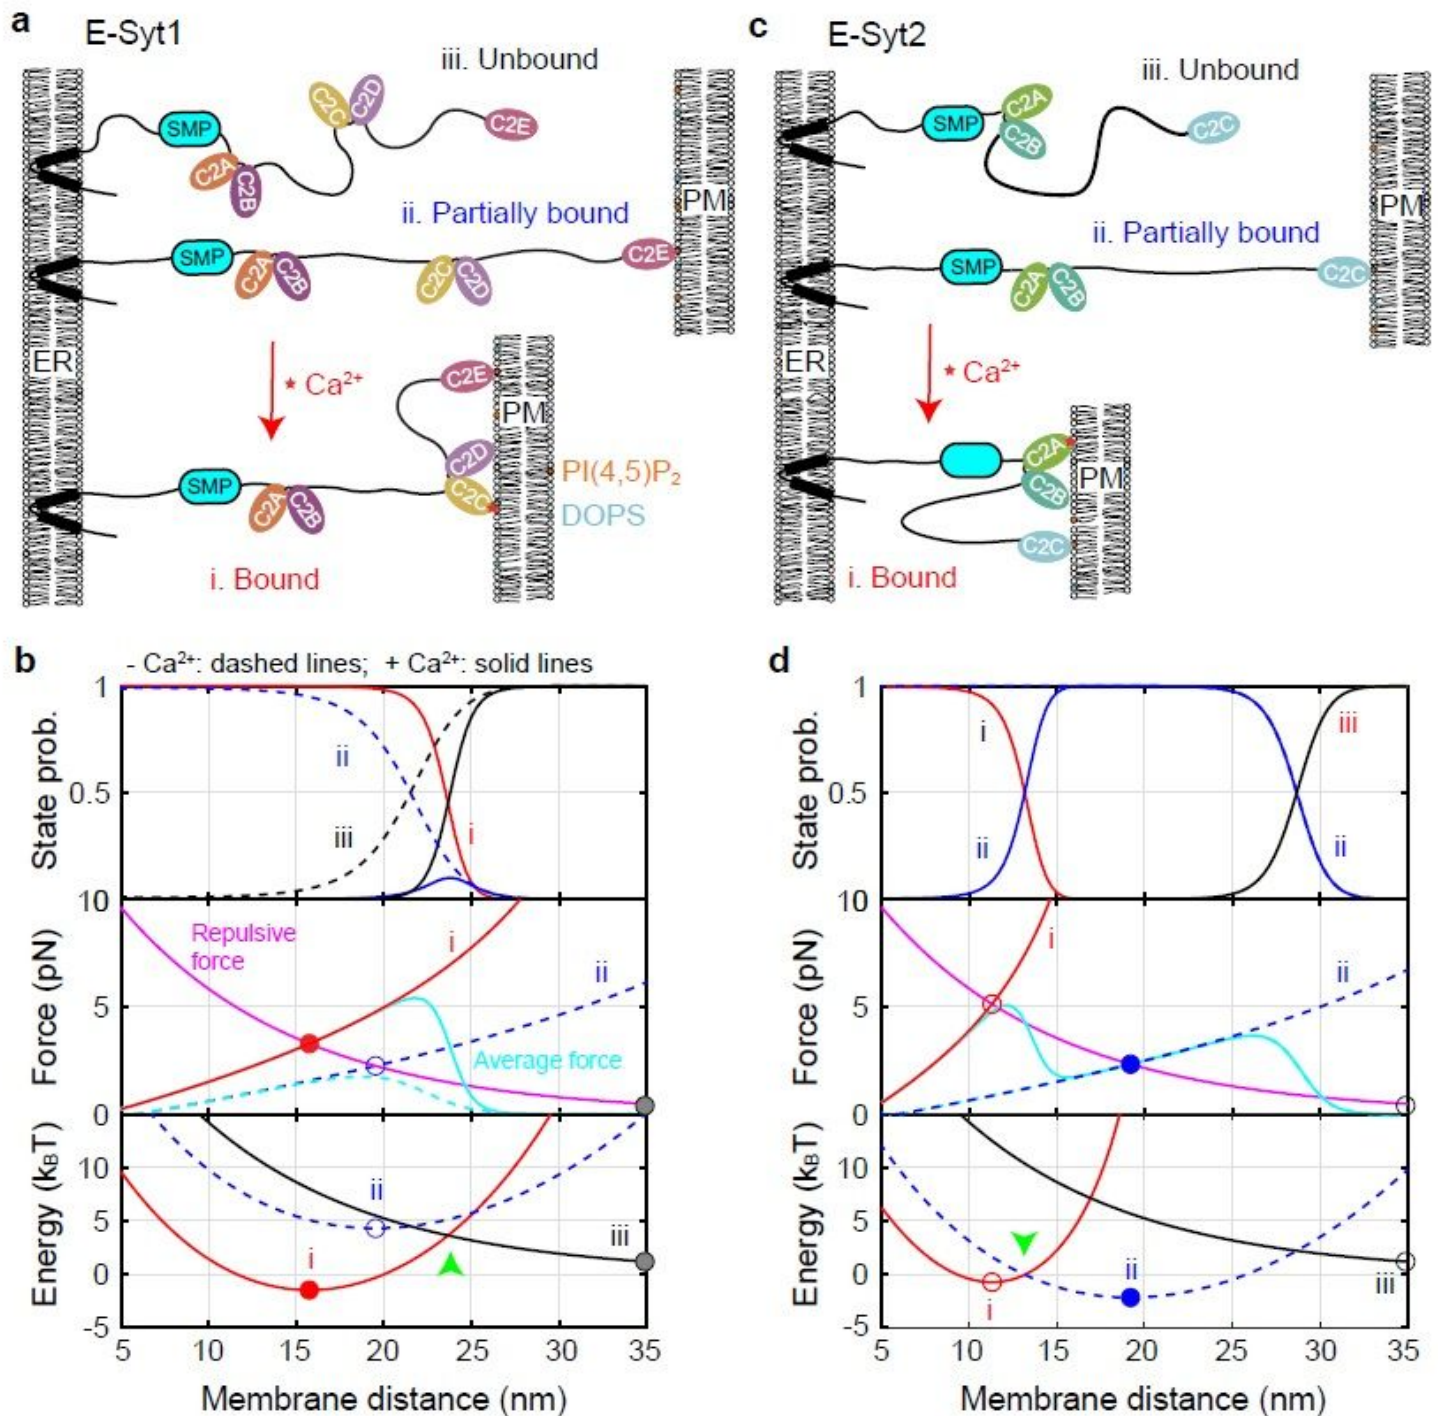 a
E-Syt1
iii. Unbound
C2C
C2D
C2E
SMP
C2A
C2B
ii. Partially bound
PM
SMP
C2A
C2B
C2C
C2D
C2E
ER
* Ca²⁺
C2E
PM
C2D
C2C
SMP
C2A
C2B
PI(4,5)P₂
DOPS
i. Bound
c
E-Syt2
iii. Unbound
SMP
C2A
C2B
C2C
ii. Partially bound
PM
SMP
C2A
C2B
C2C
ER
* Ca²⁺
C2A
C2B
C2C
PM
i. Bound
b
- Ca²⁺: dashed lines; + Ca²⁺: solid lines
State prob.
1
0.5
0
ii
iii
i
Force (pN)
10
5
0
Repulsive
force
i
ii
Average force
Energy (kBT)
10
5
0
-5
ii
i
iii
5 10 15 20 25 30 35
Membrane distance (nm)
d
State prob.
1
0.5
0
i
ii
iii
ii
Force (pN)
10
5
0
i
ii
Energy (kBT)
10
5
0
-5
i
ii
iii
5 10 15 20 25 30 35
Membrane distance (nm)